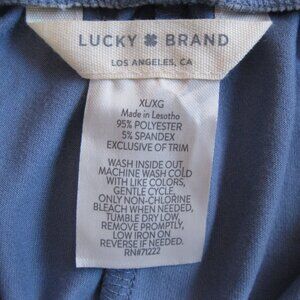 LUCKY BRAND
LOS ANGELES, CA
XL/XG
Made in Lesotho
95% POLYESTER
5% SPANDEX
EXCLUSIVE OF TRIM
WASH INSIDE OUT,
MACHINE WASH COLD
WITH LIKE COLORS,
GENTLE CYCLE,
ONLY NON-CHLORINE
BLEACH WHEN NEEDED,
TUMBLE DRY LOW,
REMOVE PROMPTLY,
LOW IRON ON
REVERSE IF NEEDED.
RN#71222